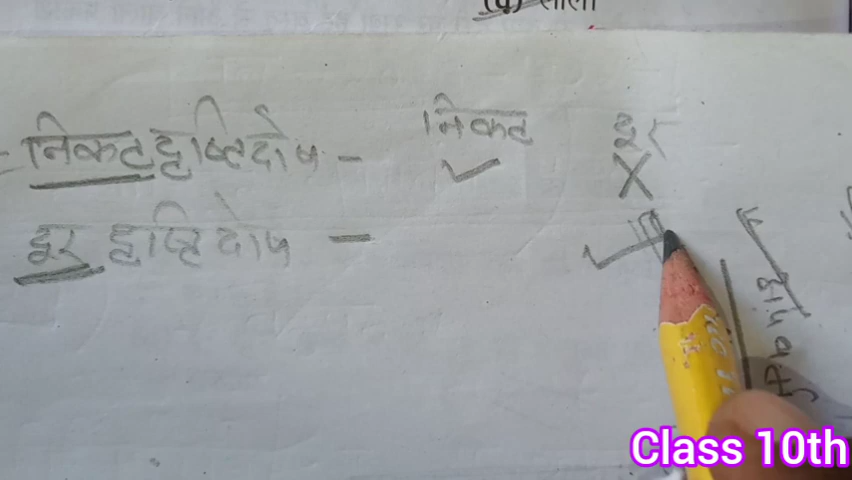 (घ) लाला
निकट दृष्टि दोष – निकट दूर
✓ X
दूर दृष्टि दोष – ✓
Class 10th